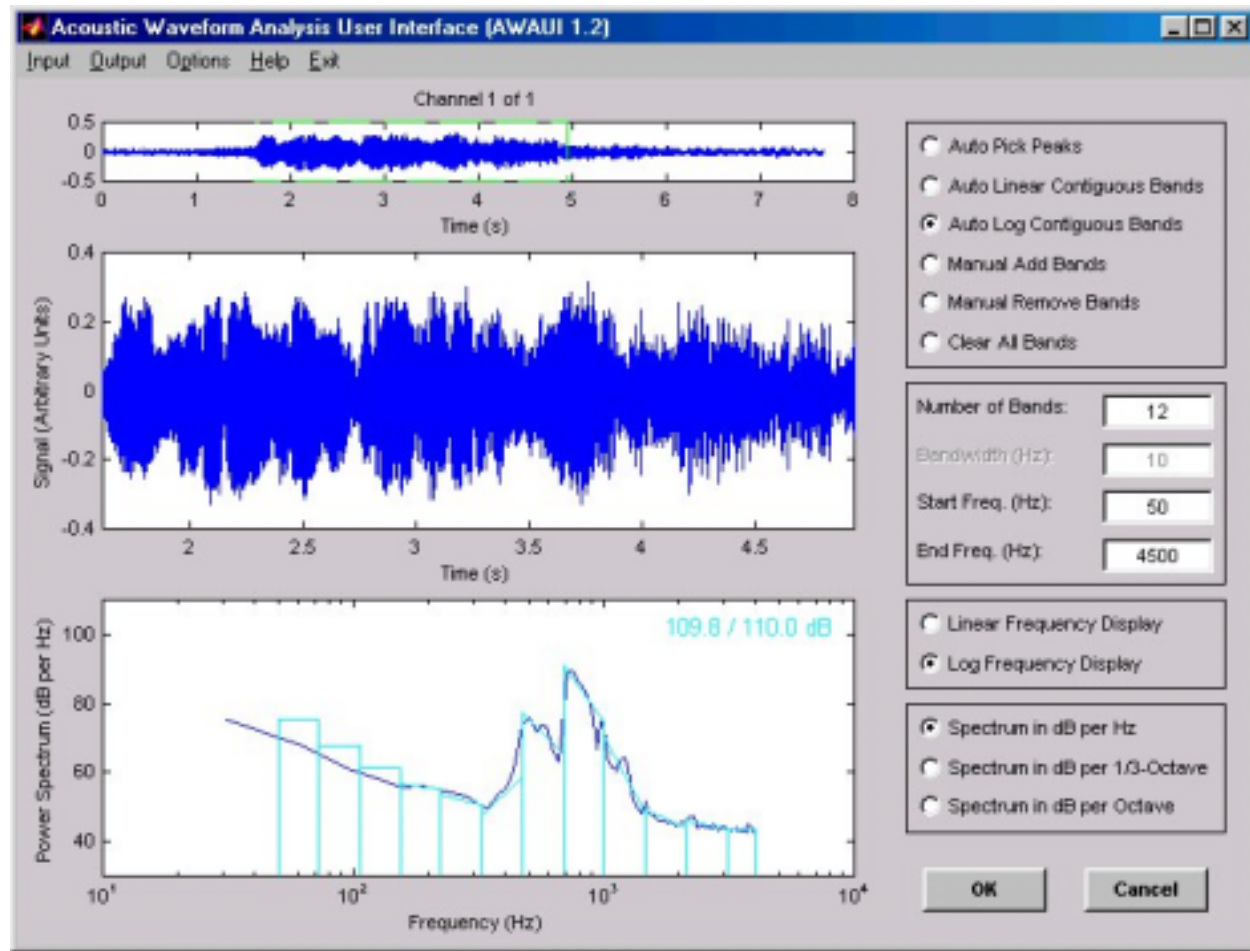 Acoustic Waveform Analysis User Interface (AWAUI 1.2)
Input Output Options Help Exit
Channel 1 of 1
0.5
0
-0.5
0 1 2 3 4 5 6 7 8
Time (s)
0.4
0.2
0
-0.2
-0.4
Signal (Arbitrary Units)
2 2.5 3 3.5 4 4.5
Time (s)
109.8 / 110.0 dB
100
80
60
40
Power Spectrum (dB per Hz)
10¹ 10² 10³ 10⁴
Frequency (Hz)
Auto Pick Peaks
Auto Linear Contiguous Bands
Auto Log Contiguous Bands
Manual Add Bands
Manual Remove Bands
Clear All Bands
Number of Bands: 12
Bandwidth (Hz): 10
Start Freq. (Hz): 50
End Freq. (Hz): 4500
Linear Frequency Display
Log Frequency Display
Spectrum in dB per Hz
Spectrum in dB per 1/3-Octave
Spectrum in dB per Octave
OK Cancel